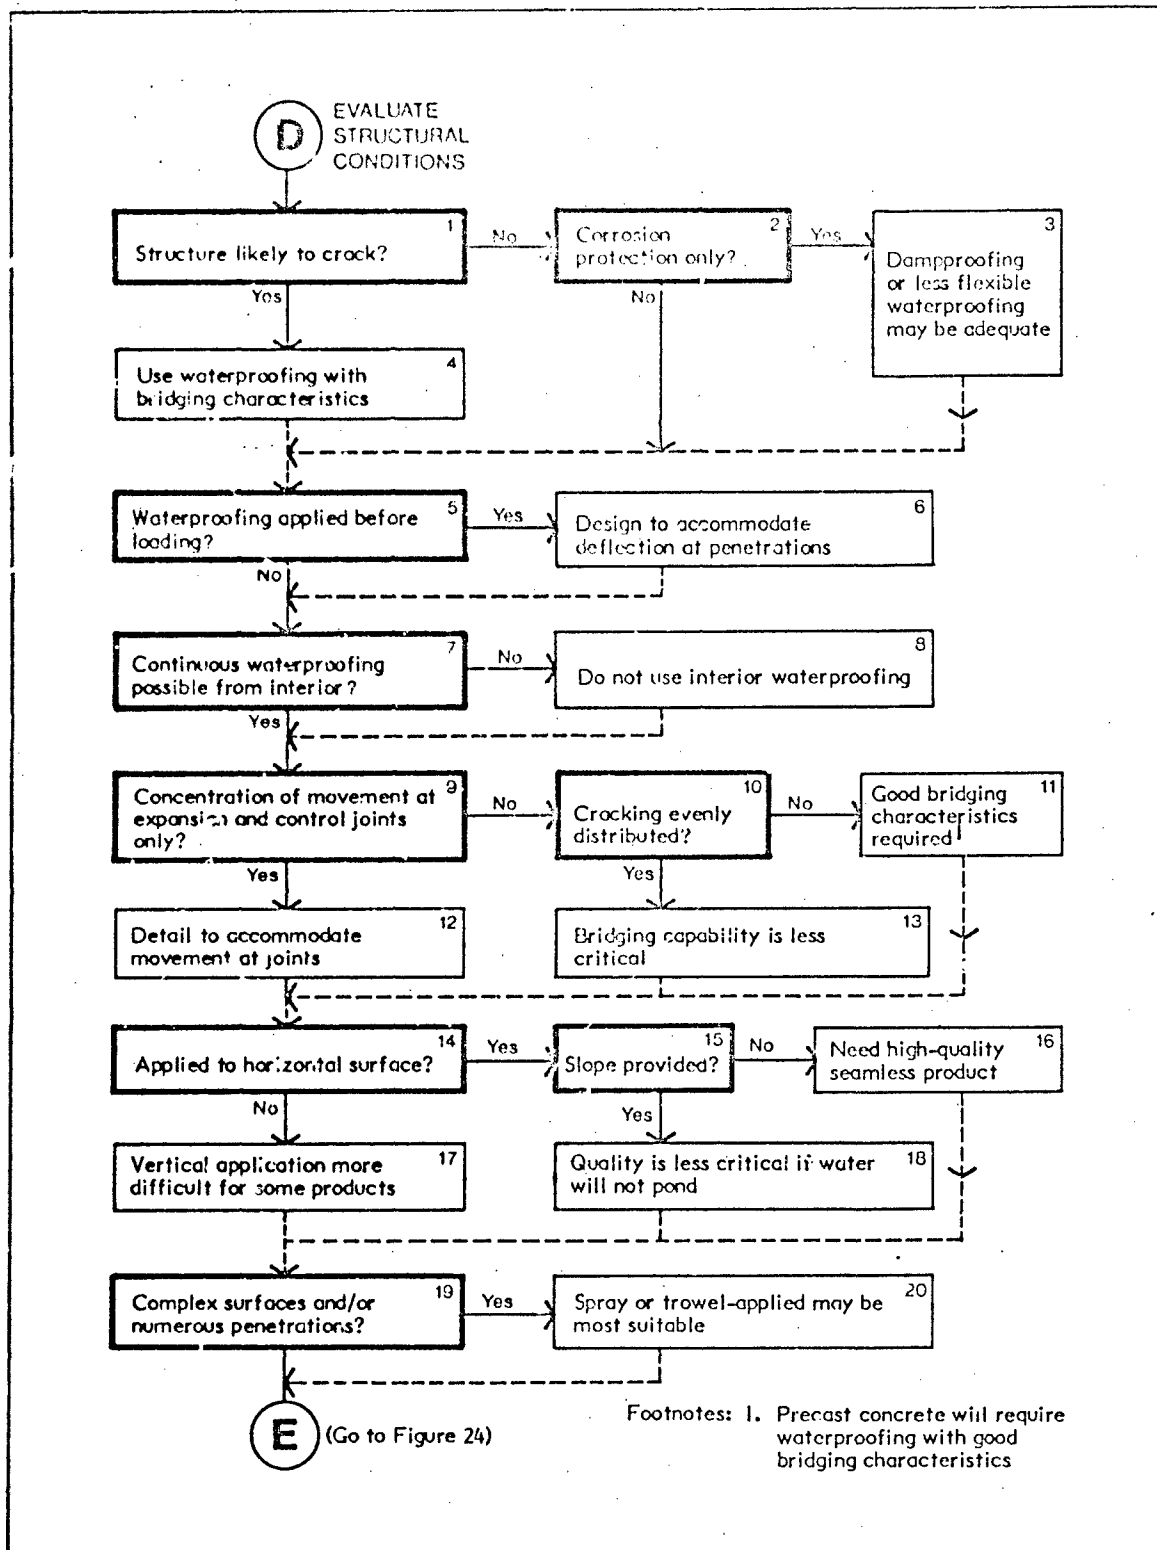 D
EVALUATE
STRUCTURAL
CONDITIONS
1
Structure likely to crack?
No
2
Corrosion
protection only?
Yes
3
Dampproofing
or less flexible
waterproofing
may be adequate
Yes
No
4
Use waterproofing with
bridging characteristics
5
Waterproofing applied before
loading?
Yes
6
Design to accommodate
deflection at penetrations
No
7
Continuous waterproofing
possible from interior?
No
8
Do not use interior waterproofing
Yes
9
Concentration of movement at
expansion and control joints
only?
No
10
Cracking evenly
distributed?
No
11
Good bridging
characteristics
required1
Yes
Yes
12
Detail to accommodate
movement at joints
13
Bridging capability is less
critical
14
Applied to horizontal surface?
Yes
15
Slope provided?
No
16
Need high-quality
seamless product
No
Yes
17
Vertical application more
difficult for some products
18
Quality is less critical if water
will not pond
19
Complex surfaces and/or
numerous penetrations?
Yes
20
Spray or trowel-applied may be
most suitable
E
(Go to Figure 24)
Footnotes: 1. Precast concrete will require
waterproofing with good
bridging characteristics